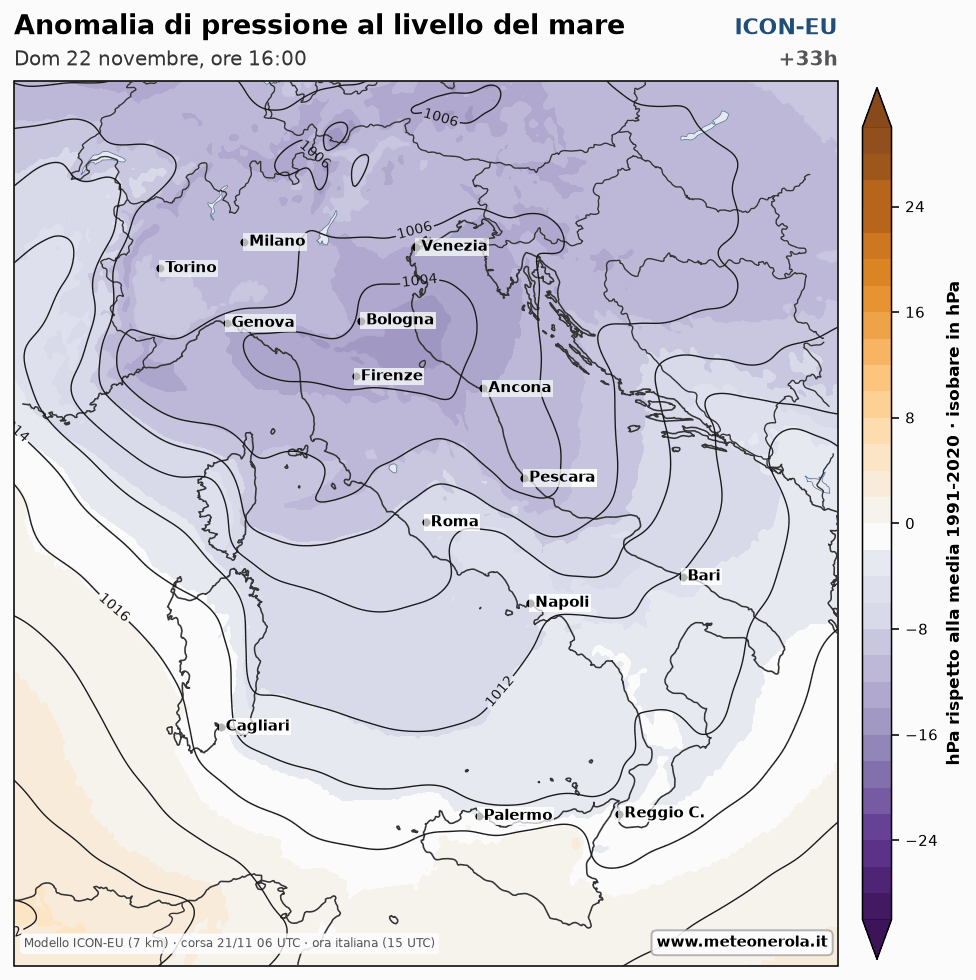 Anomalia di pressione al livello del mare
ICON-EU
Dom 22 novembre, ore 16:00
+33h
1006
1006
1006
Milano
Venezia
Torino
1004
Genova
Bologna
Firenze
Ancona
14
Pescara
Roma
Bari
1016
Napoli
1012
Cagliari
Palermo
Reggio C.
2
Modello ICON-EU (7 km) · corsa 21/11 06 UTC · ora italiana (15 UTC)
www.meteonerola.it
24
16
8
0
−8
−16
−24
hPa rispetto alla media 1991-2020 · isobare in hPa